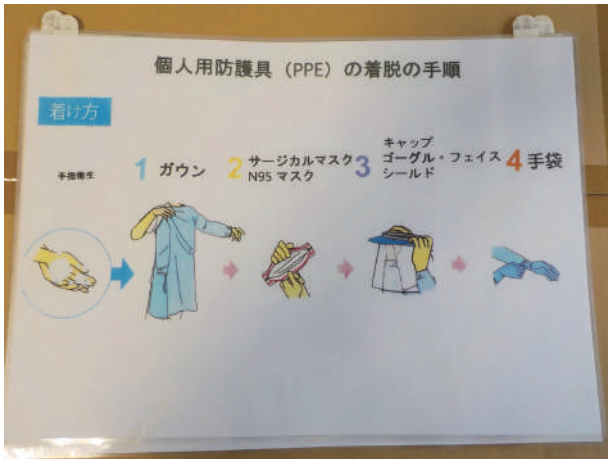 個人用防護具（PPE）の着脱の手順
着け方
手指衛生
1 ガウン
2 サージカルマスク
N95 マスク
3 キャップ
ゴーグル・フェイス
シールド
4 手袋